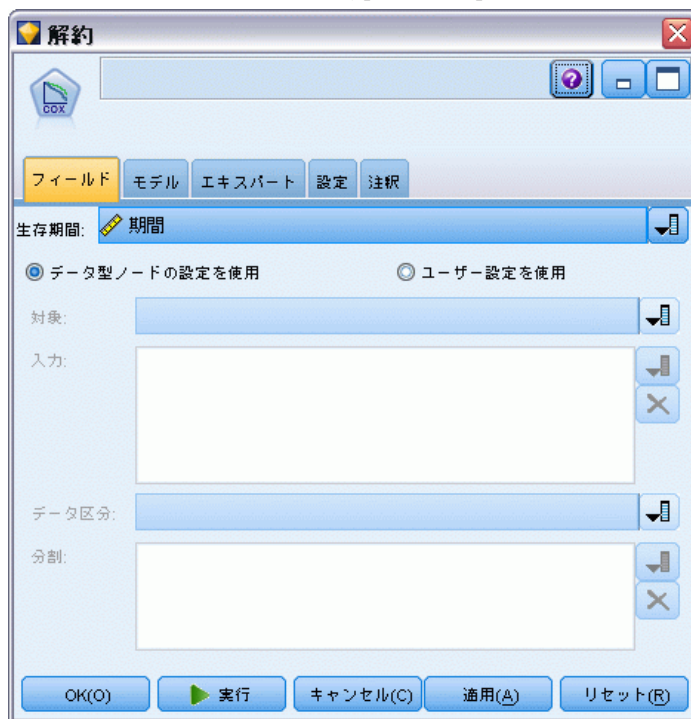 解約
COX
フィールド モデル エキスパート 設定 注釈
生存期間: 期間
データ型ノードの設定を使用 ユーザー設定を使用
対象:
入力:
データ区分:
分割:
OK(O) 実行 キャンセル(C) 適用(A) リセット(R)